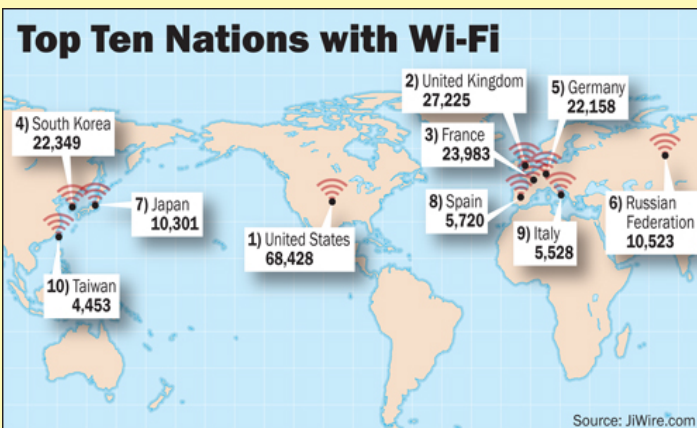 Top Ten Nations with Wi-Fi
2) United Kingdom
27,225
5) Germany
22,158
4) South Korea
22,349
3) France
23,983
7) Japan
10,301
8) Spain
5,720
6) Russian
Federation
10,523
1) United States
68,428
9) Italy
5,528
10) Taiwan
4,453
Source: JiWire.com